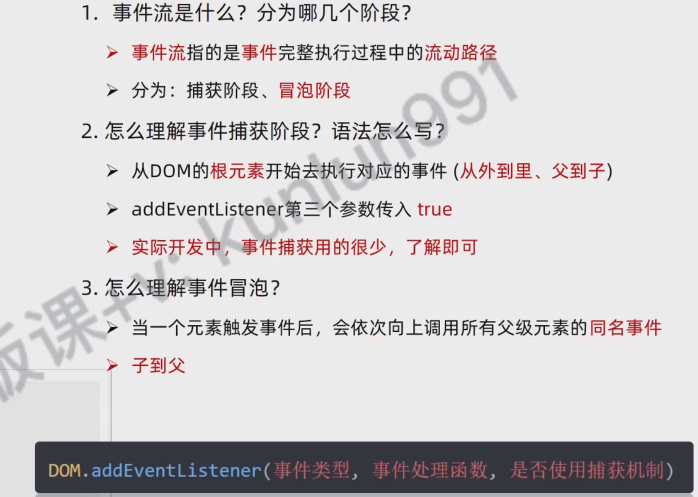 1. 事件流是什么？分为哪几个阶段？
➢ 事件流指的是事件完整执行过程中的流动路径
➢ 分为：捕获阶段、冒泡阶段
2. 怎么理解事件捕获阶段？语法怎么写？
➢ 从DOM的根元素开始去执行对应的事件 (从外到里、父到子)
➢ addEventListener第三个参数传入 true
➢ 实际开发中，事件捕获用的很少，了解即可
3. 怎么理解事件冒泡？
➢ 当一个元素触发事件后，会依次向上调用所有父级元素的同名事件
➢ 子到父
DOM.addEventListener(事件类型, 事件处理函数, 是否使用捕获机制)
版课+v: kunlun991